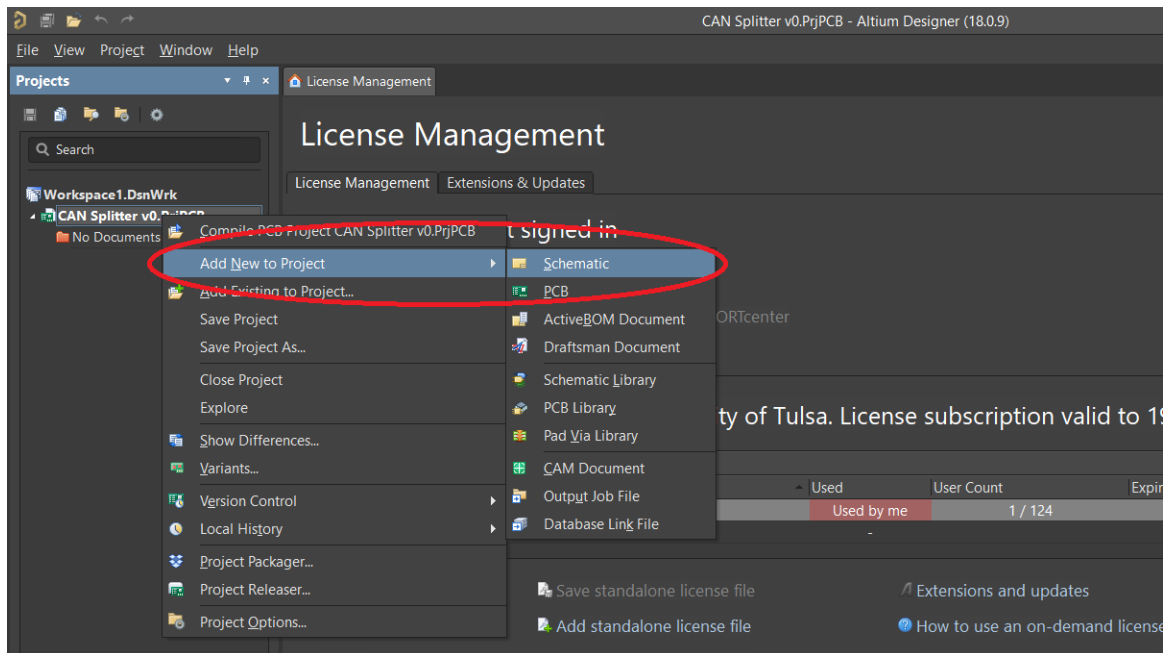 CAN Splitter v0.PrjPCB - Altium Designer (18.0.9)
File View Project Window Help
Projects
License Management
Search
License Management
License Management Extensions & Updates
Workspace1.DsnWrk
CAN Splitter v0.PrjPCB
No Documents
t signed in
Compile PCB Project CAN Splitter v0.PrjPCB
Add New to Project
Add Existing to Project...
Save Project
Save Project As...
Close Project
Explore
Show Differences...
Variants...
Version Control
Local History
Project Packager...
Project Releaser...
Project Options...
Schematic
PCB
ActiveBOM Document
Draftsman Document
Schematic Library
PCB Library
Pad Via Library
CAM Document
Output Job File
Database Link File
ORTcenter
ty of Tulsa. License subscription valid to 19
Used User Count Expir
Used by me 1 / 124
-
Save standalone license file
Extensions and updates
Add standalone license file
How to use an on-demand license